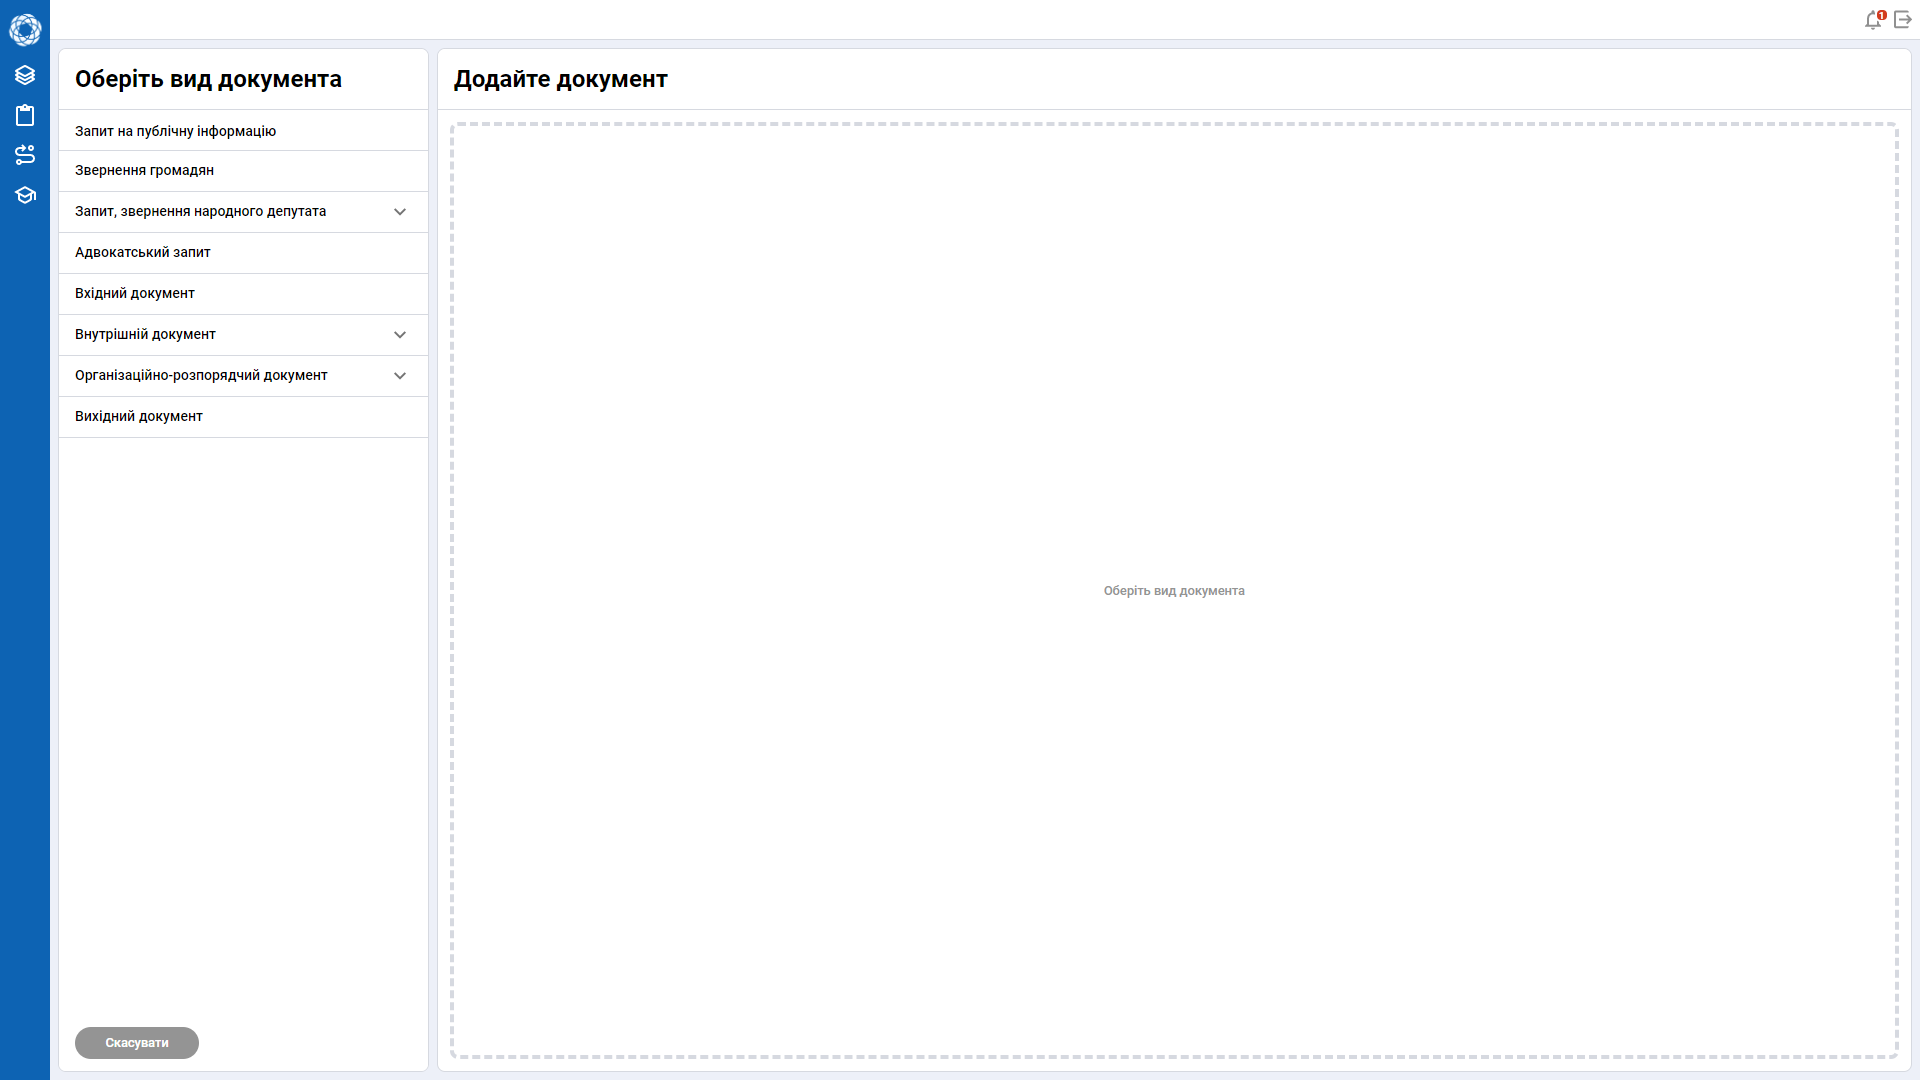 1
Оберіть вид документа
Запит на публічну інформацію
Звернення громадян
Запит, звернення народного депутата
Адвокатський запит
Вхідний документ
Внутрішній документ
Організаційно-розпорядчий документ
Вихідний документ
Скасувати
Додайте документ
Оберіть вид документа